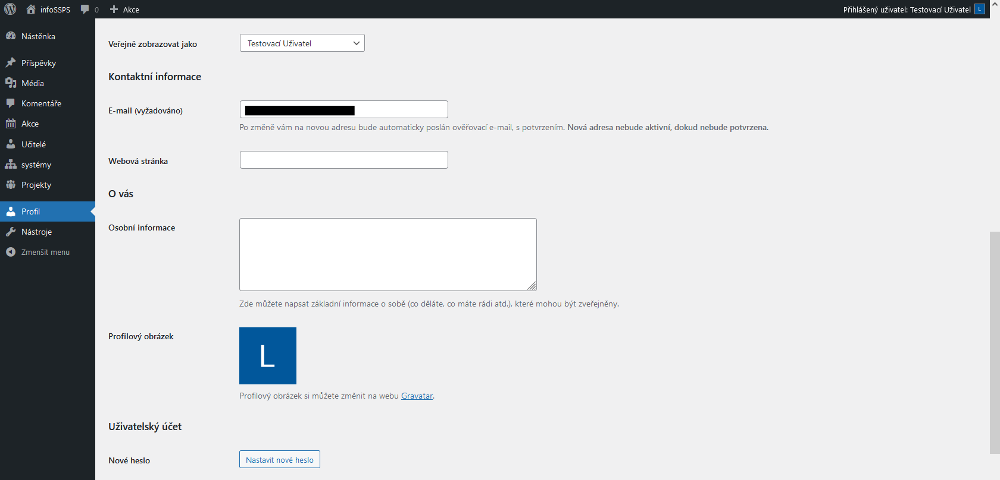 infoSSPS 0 Akce Přihlášený uživatel: Testovací Uživatel L
Nástěnka
Příspěvky
Média
Komentáře
Akce
Učitelé
systémy
Projekty
Profil
Nástroje
Zmenšit menu
Veřejně zobrazovat jako Testovací Uživatel
Kontaktní informace
E-mail (vyžadováno)
Po změně vám na novou adresu bude automaticky poslán ověřovací e-mail, s potvrzením. Nová adresa nebude aktivní, dokud nebude potvrzena.
Webová stránka
O vás
Osobní informace
Zde můžete napsat základní informace o sobě (co děláte, co máte rádi atd.), které mohou být zveřejněny.
Profilový obrázek
L
Profilový obrázek si můžete změnit na webu Gravatar.
Uživatelský účet
Nové heslo Nastavit nové heslo